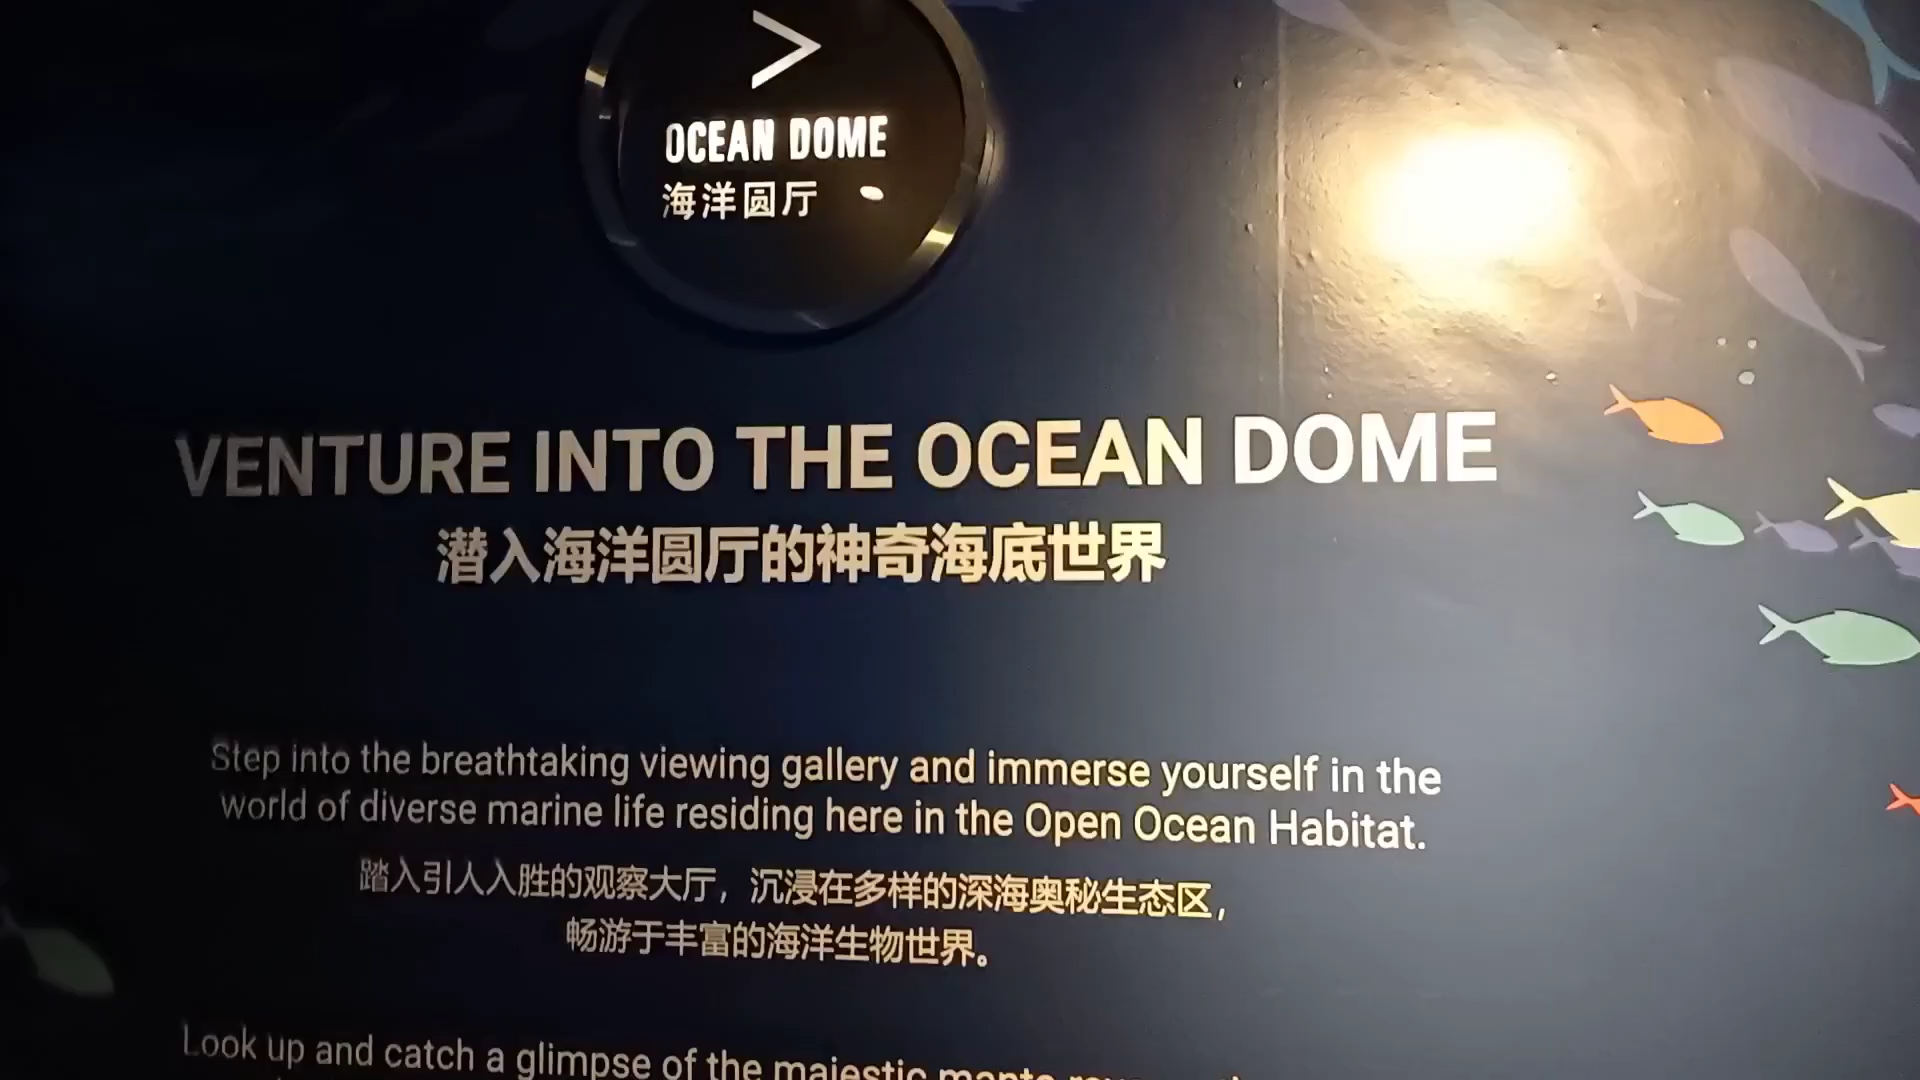 >
OCEAN DOME
海洋圆厅
VENTURE INTO THE OCEAN DOME
潜入海洋圆厅的神奇海底世界
Step into the breathtaking viewing gallery and immerse yourself in the
world of diverse marine life residing here in the Open Ocean Habitat.
踏入引人入胜的观察大厅，沉浸在多样的深海奥秘生态区，
畅游于丰富的海洋生物世界。
Look up and catch a glimpse of the majestic manta